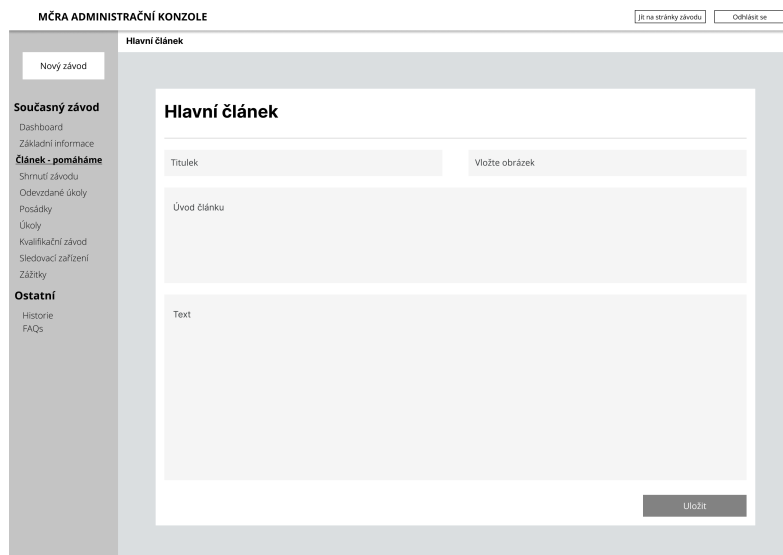 MČRA ADMINISTRAČNÍ KONZOLE
Jít na stránky závodu
Odhlásit se
Hlavní článek
Nový závod
Současný závod
Dashboard
Základní informace
Článek - pomáháme
Shrnutí závodu
Odevzdané úkoly
Posádky
Úkoly
Kvalifikační závod
Sledovací zařízení
Zážitky
Ostatní
Historie
FAQs
Hlavní článek
Titulek
Vložte obrázek
Úvod článku
Text
Uložit